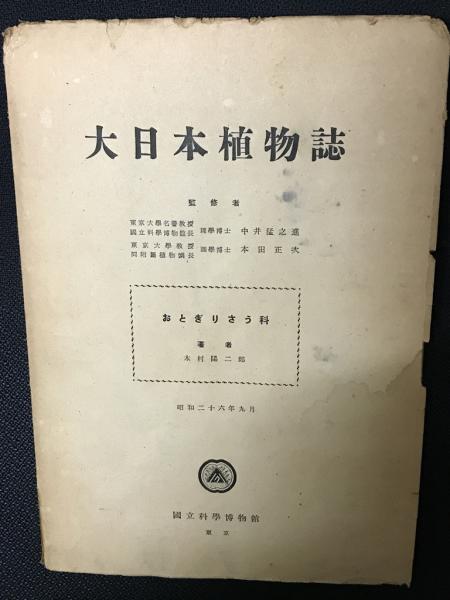 大日本植物誌
監修者
東京大學名譽教授
國立科學博物館長 理學博士 中井猛之進
東京大學教授
同附屬植物園長 理學博士 本田正次
おとぎりさう科
著者
木村陽二郎
昭和二十六年九月
國立科學博物館
東京